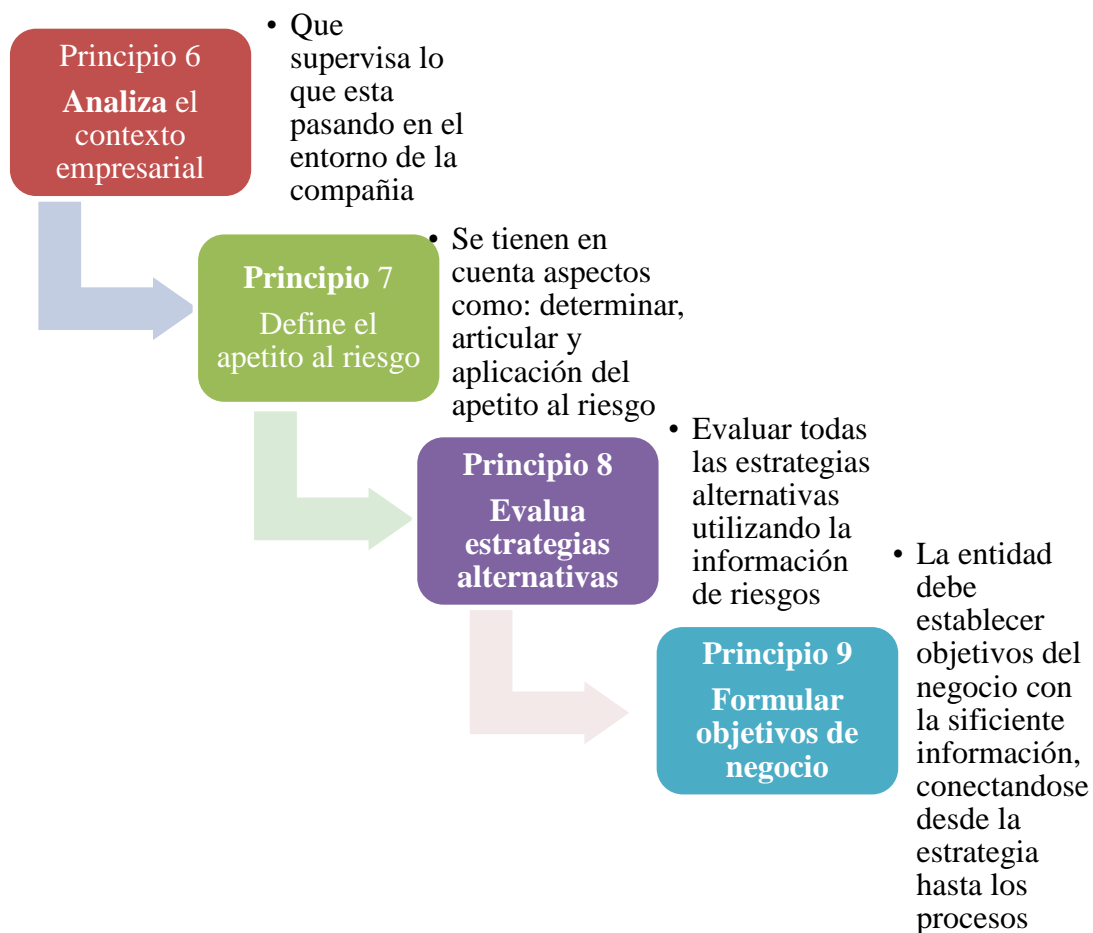 Principio 6
Analiza el
contexto
empresarial
• Que
supervisa lo
que esta
pasando en el
entorno de la
compañia
Principio 7
Define el
apetito al riesgo
• Se tienen en
cuenta aspectos
como: determinar,
articular y
aplicación del
apetito al riesgo
Principio 8
Evalua
estrategias
alternativas
• Evaluar todas
las estrategias
alternativas
utilizando la
información
de riesgos
Principio 9
Formular
objetivos de
negocio
• La entidad
debe
establecer
objetivos del
negocio con
la sificiente
información,
conectandose
desde la
estrategia
hasta los
procesos